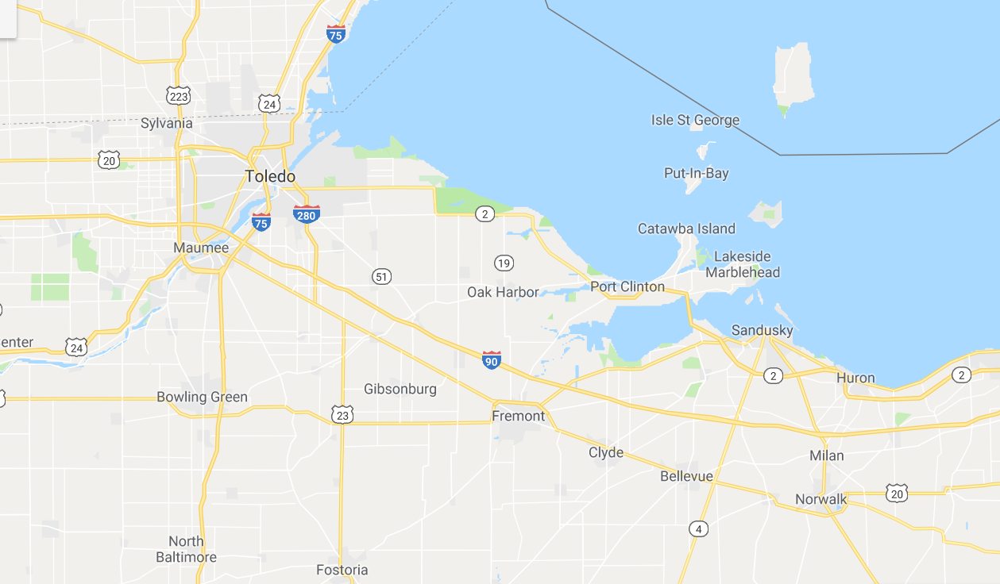 75
223
24
Sylvania
Isle St George
20
Toledo
Put-In-Bay
2
280
75
Catawba Island
Maumee
19
Lakeside
Marblehead
51
Oak Harbor
Port Clinton
Sandusky
enter
24
90
2
Huron
2
Gibsonburg
Bowling Green
23
Fremont
Clyde
Milan
Bellevue
20
Norwalk
4
North
Baltimore
Fostoria